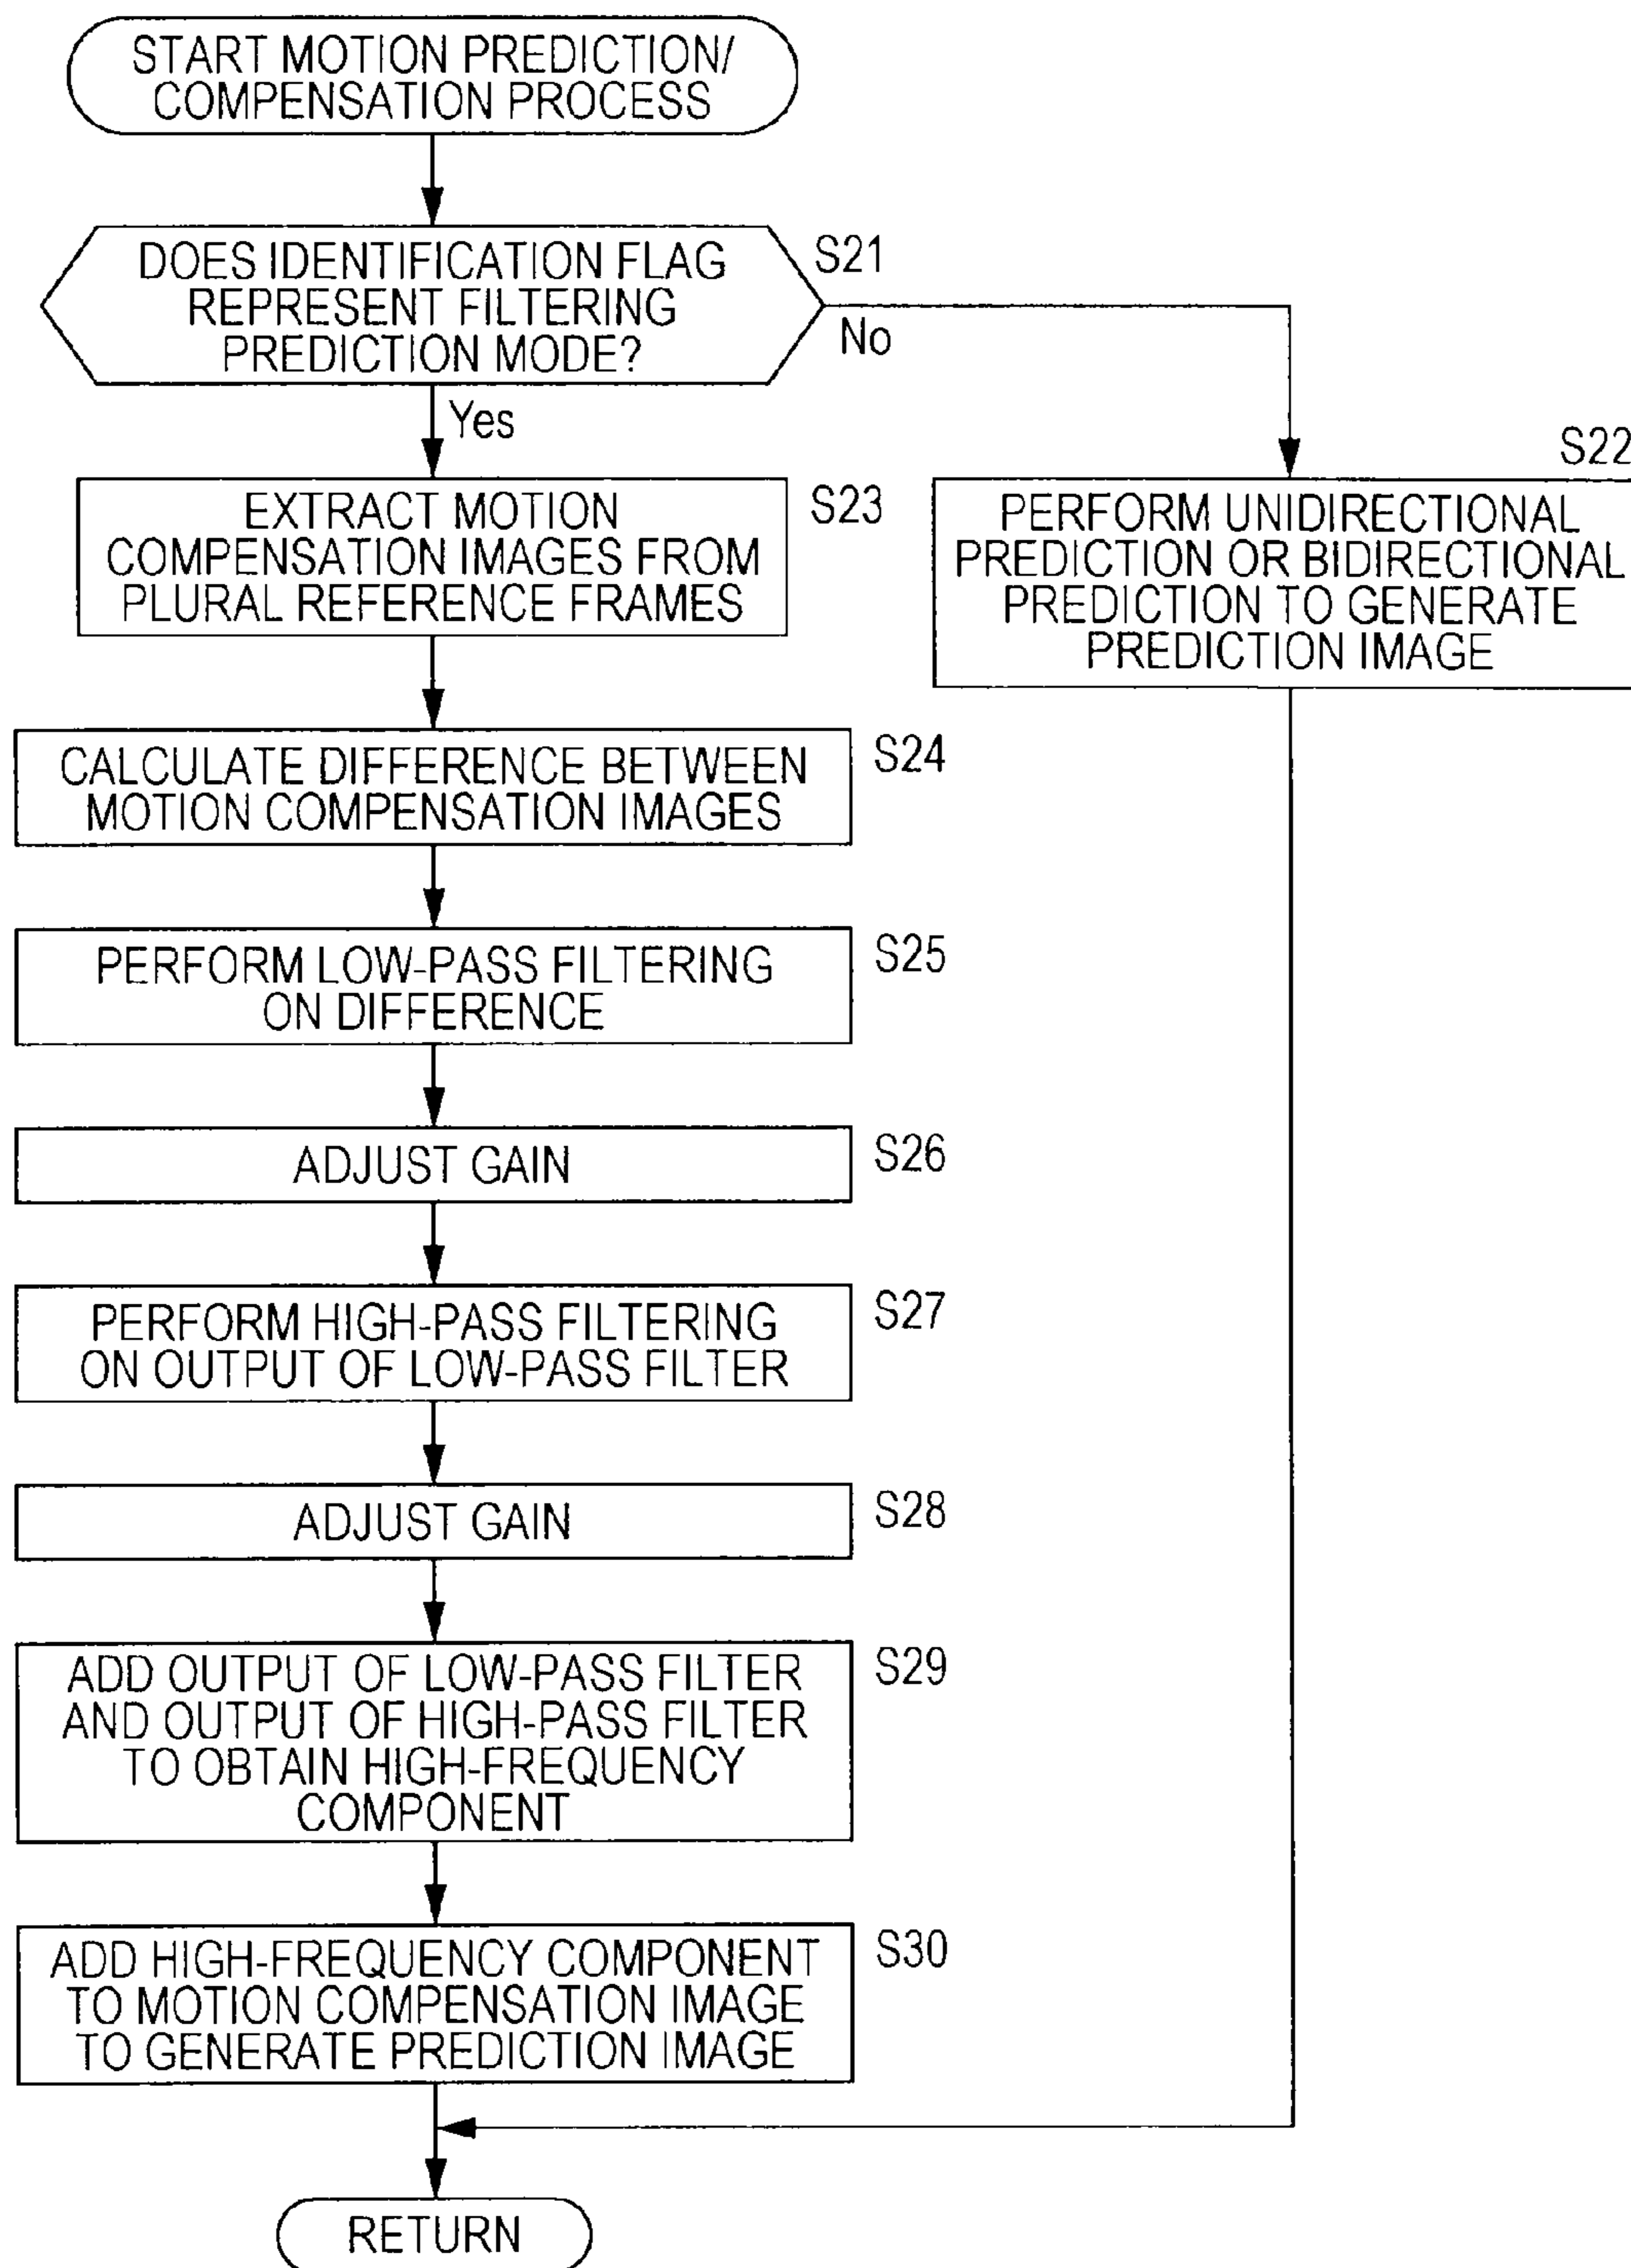 START MOTION PREDICTION/
COMPENSATION PROCESS
DOES IDENTIFICATION FLAG
REPRESENT FILTERING
PREDICTION MODE?
S21
No
Yes
EXTRACT MOTION
COMPENSATION IMAGES FROM
PLURAL REFERENCE FRAMES
S23
S22
PERFORM UNIDIRECTIONAL
PREDICTION OR BIDIRECTIONAL
PREDICTION TO GENERATE
PREDICTION IMAGE
CALCULATE DIFFERENCE BETWEEN
MOTION COMPENSATION IMAGES
S24
PERFORM LOW-PASS FILTERING
ON DIFFERENCE
S25
ADJUST GAIN
S26
PERFORM HIGH-PASS FILTERING
ON OUTPUT OF LOW-PASS FILTER
S27
ADJUST GAIN
S28
ADD OUTPUT OF LOW-PASS FILTER
AND OUTPUT OF HIGH-PASS FILTER
TO OBTAIN HIGH-FREQUENCY
COMPONENT
S29
ADD HIGH-FREQUENCY COMPONENT
TO MOTION COMPENSATION IMAGE
TO GENERATE PREDICTION IMAGE
S30
RETURN